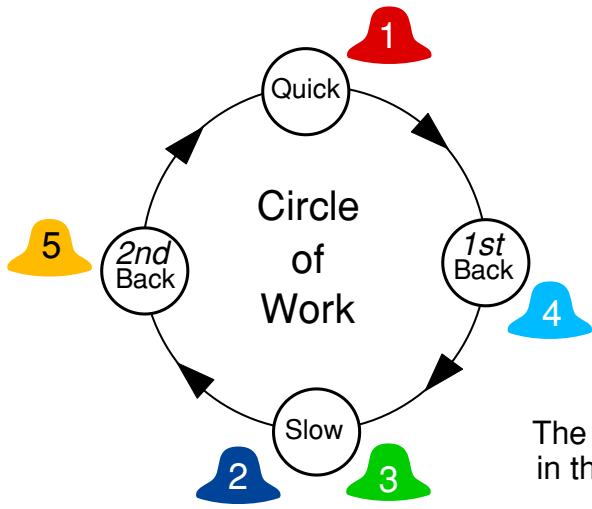 1
Quick
Circle
of
Work
2nd
Back
5
1st
Back
4
Slow
2
3
The
in th